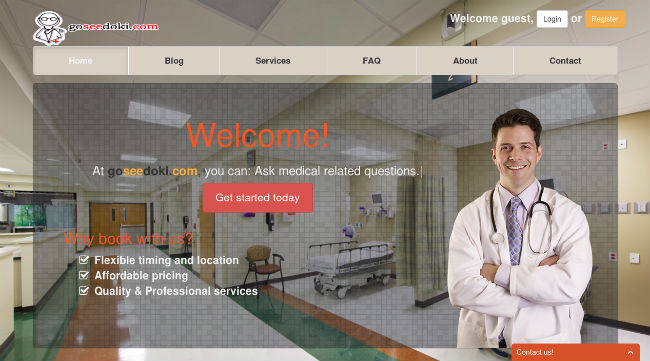 goseedoki.com
Welcome guest, Login or Register
Home Blog Services FAQ About Contact
2
Welcome!
At goseedoki.com, you can: Ask medical related questions.
Get started today
Why book with us?
Flexible timing and location
Affordable pricing
Quality & Professional services
Contact us!